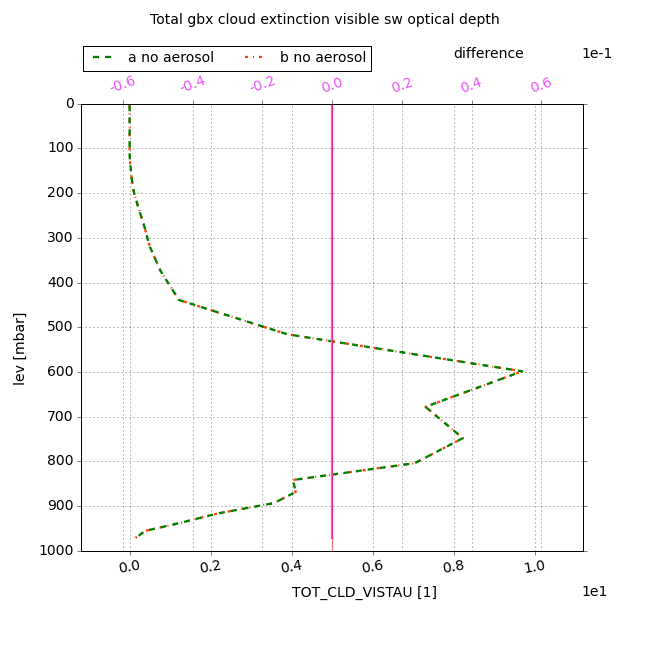 Total gbx cloud extinction visible sw optical depth
a no aerosol b no aerosol difference 1e-1
-0.6 -0.4 -0.2 0.0 0.2 0.4 0.6
0
100
200
300
400
500
600
700
800
900
1000
lev [mbar]
0.0 0.2 0.4 0.6 0.8 1.0
TOT_CLD_VISTAU [1] 1e1